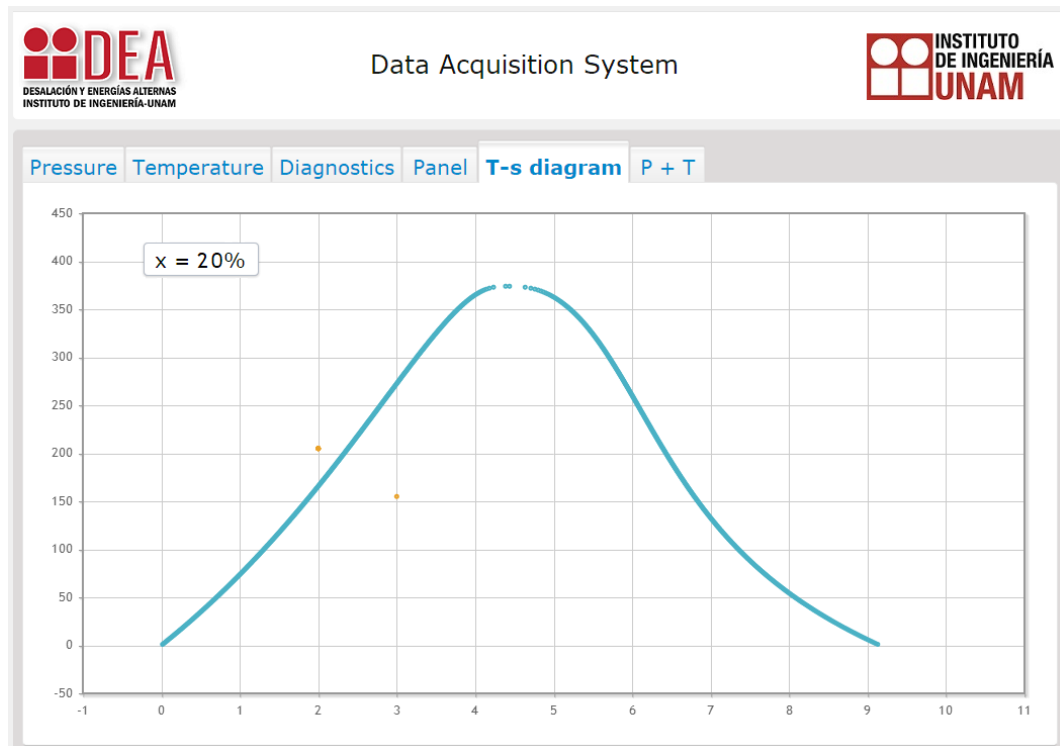 DEA
DESALACIÓN Y ENERGÍAS ALTERNAS
INSTITUTO DE INGENIERÍA-UNAM
Data Acquisition System
INSTITUTO
DE INGENIERÍA
UNAM
Pressure Temperature Diagnostics Panel T-s diagram P + T
450
x = 20%
400
350
300
250
200
150
100
50
0
-50
-1 0 1 2 3 4 5 6 7 8 9 10 11